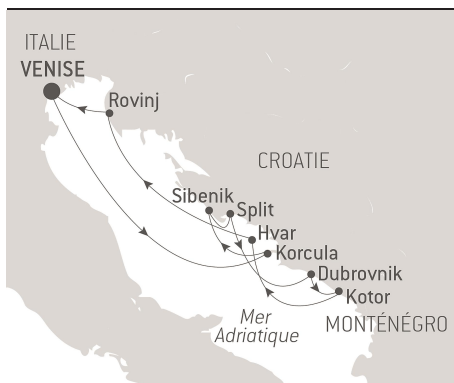 ITALIE
VENISE
Rovinj
CROATIE
Sibenik
Split
Hvar
Korcula
Dubrovnik
Kotor
MONTÉNÉGRO
Mer
Adriatique